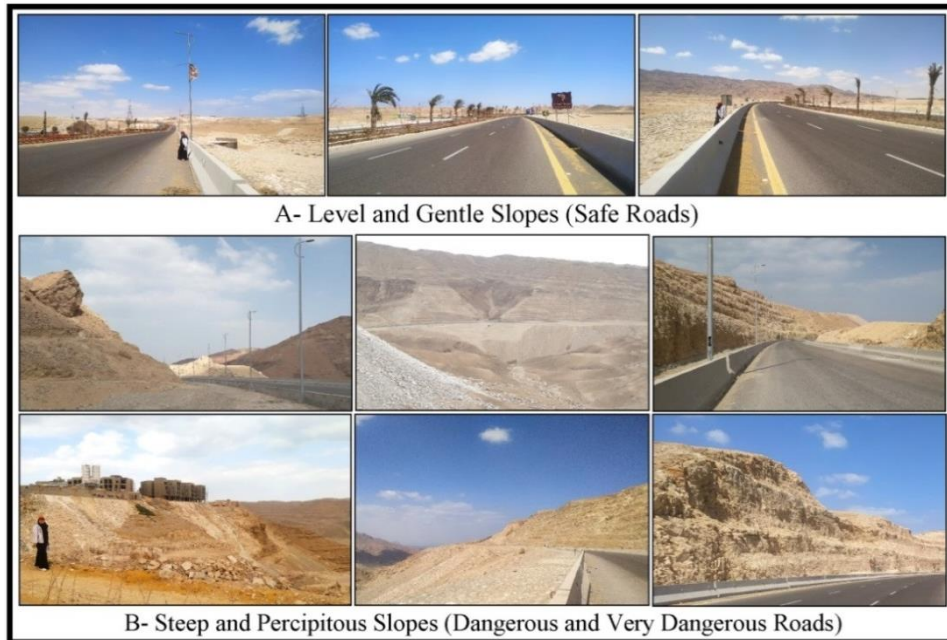 A- Level and Gentle Slopes (Safe Roads)
B- Steep and Percipitous Slopes (Dangerous and Very Dangerous Roads)